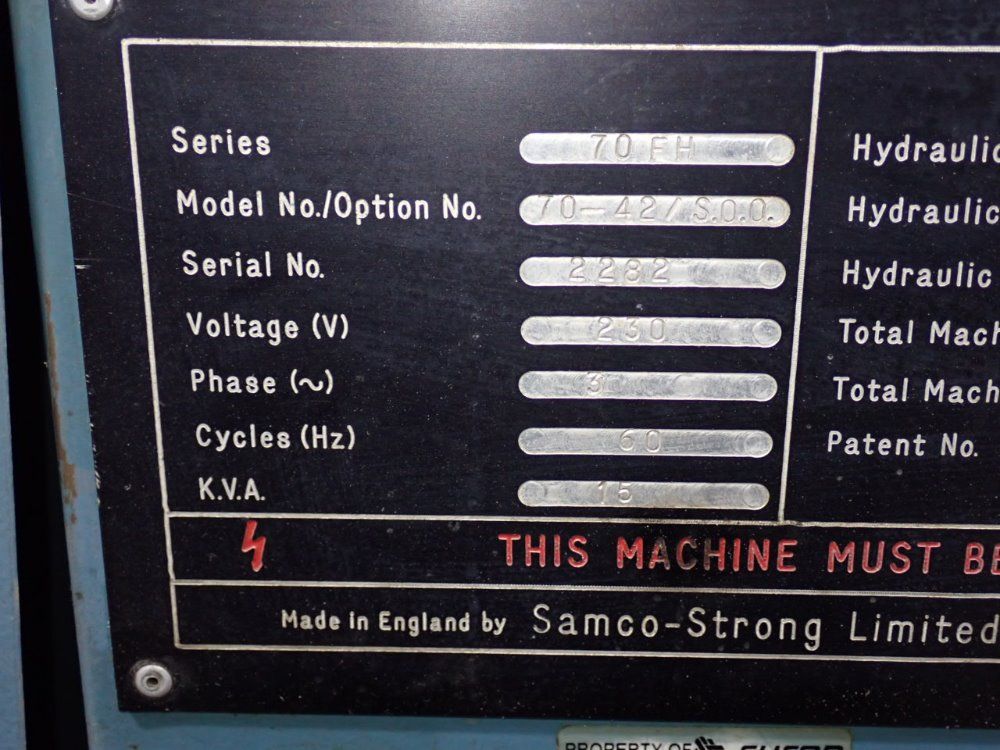 Series 70 FH
Model No./Option No. 70-42/S.O.O.
Serial No. 2282
Voltage (V) 230
Phase (~) 3
Cycles (Hz) 60
K.V.A. 15
Hydraulic
Hydraulic
Hydraulic
Total Mach
Total Mach
Patent No.
THIS MACHINE MUST BE
Made in England by Samco-Strong Limited
PROPERTY OF